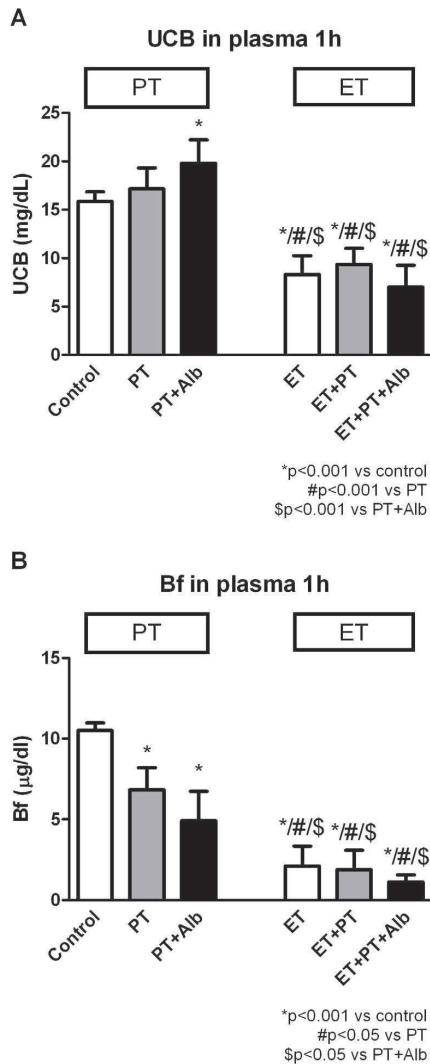 A
UCB in plasma 1h
PT ET
25
20
15
10
5
0
UCB (mg/dL)
*
*/#/$ */#/$ */#/$
Control PT PT+Alb ET ET+PT ET+PT+Alb
*p<0.001 vs control
#p<0.001 vs PT
$p<0.001 vs PT+Alb
B
Bf in plasma 1h
PT ET
15
10
5
0
Bf (µg/dl)
* *
*/#/$ */#/$ */#/$
Control PT PT+Alb ET ET+PT ET+PT+Alb
*p<0.001 vs control
#p<0.05 vs PT
$p<0.05 vs PT+Alb